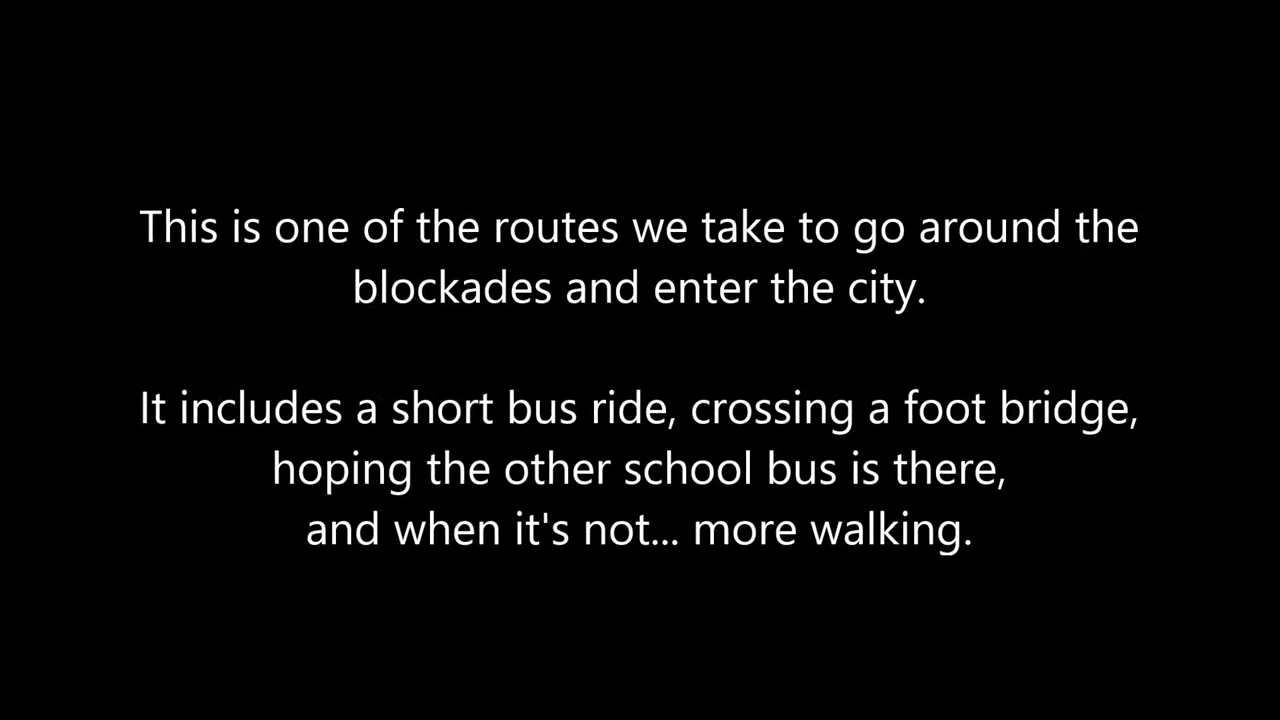 This is one of the routes we take to go around the
blockades and enter the city.
It includes a short bus ride, crossing a foot bridge,
hoping the other school bus is there,
and when it's not... more walking.